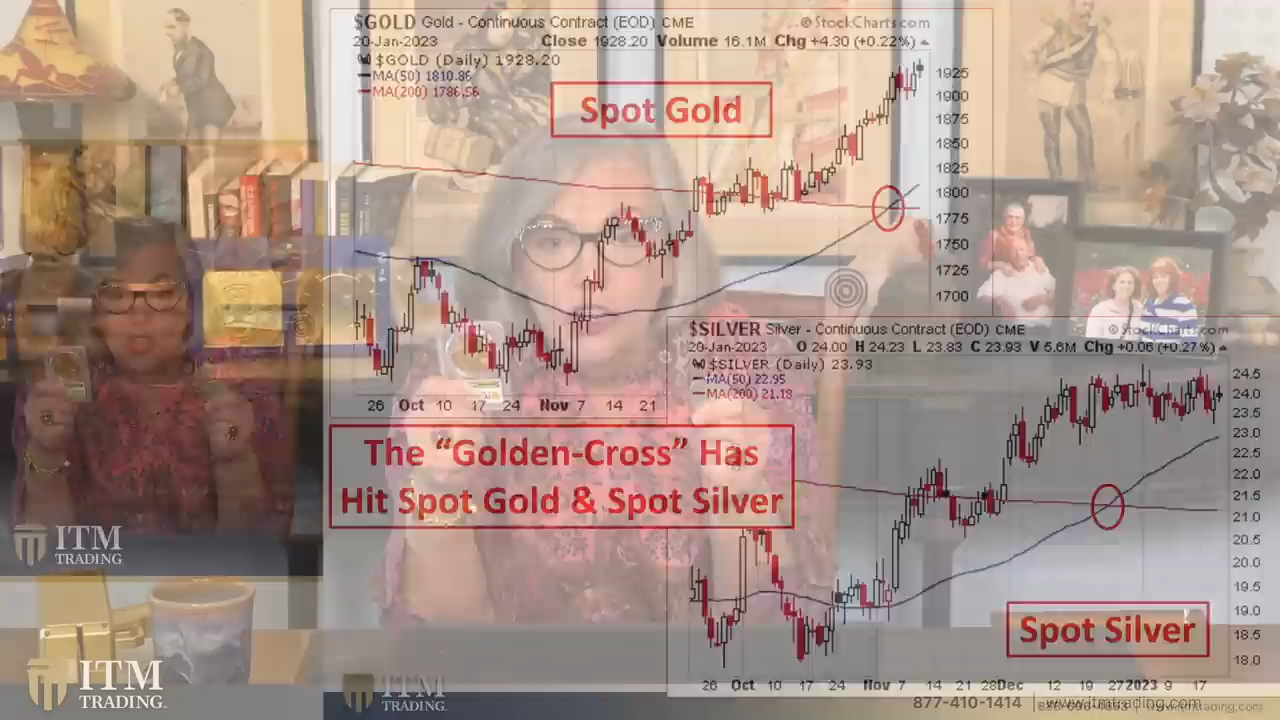 $GOLD Gold - Continuous Contract (EOD) CME
© StockCharts.com
20-Jan-2023 Close 1928.20 Volume 16.1M Chg +4.30 (+0.22%)
$GOLD (Daily) 1928.20
MA(50) 1810.86
MA(200) 1786.56
Spot Gold
1925
1900
1875
1850
1825
1800
1775
1750
1725
1700
26 Oct 10 17 24 Nov 7 14 21
$SILVER Silver - Continuous Contract (EOD) CME
© StockCharts.com
20-Jan-2023 O 24.00 H 24.23 L 23.83 C 23.93 V 5.6M Chg +0.06 (+0.27%)
$SILVER (Daily) 23.93
MA(50) 22.95
MA(200) 21.18
24.5
24.0
23.5
23.0
22.5
22.0
21.5
21.0
20.5
20.0
19.5
19.0
18.5
18.0
The “Golden-Cross” Has
Hit Spot Gold & Spot Silver
Spot Silver
26 Oct 10 17 24 Nov 7 14 21 28 Dec 12 19 27 2023 9 17
ITM
TRADING
ITM
TRADING.
ITM
TRADING.
877-410-1414
www.itmtrading.com